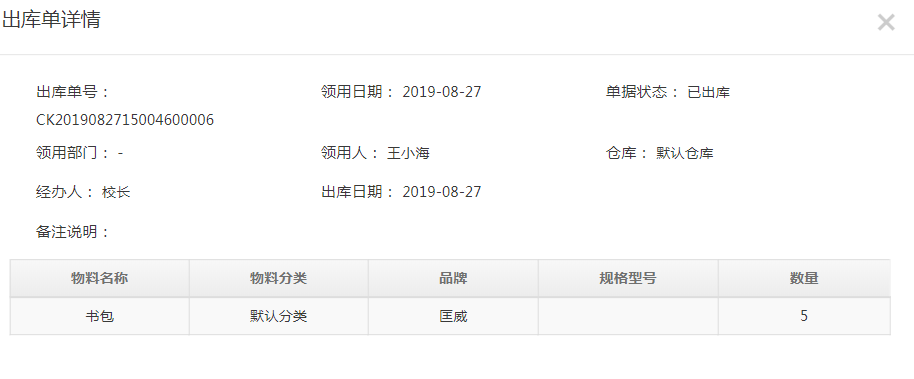 出库单详情
出库单号： 领用日期： 2019-08-27 单据状态： 已出库
CK2019082715004600006
领用部门： - 领用人： 王小海 仓库： 默认仓库
经办人： 校长 出库日期： 2019-08-27
备注说明：
物料名称 物料分类 品牌 规格型号 数量
书包 默认分类 匡威 5